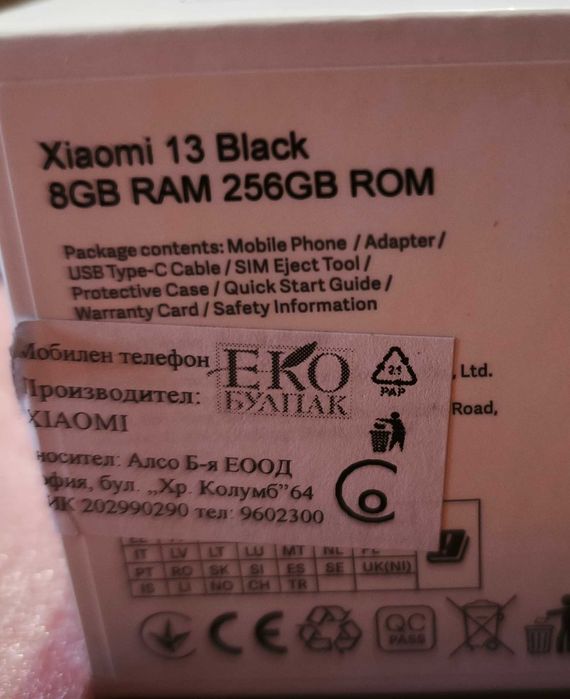 Xiaomi 13 Black
8GB RAM 256GB ROM
Package contents: Mobile Phone / Adapter /
USB Type-C Cable / SIM Eject Tool /
Protective Case / Quick Start Guide /
Warranty Card / Safety Information
, Ltd.
Road,
Мобилен телефон
Производител:
XIAOMI
ЕКО
БУЛПАК
21
PAP
носител: Алсо Б-я ЕООД
офия, бул. „Хр. Колумб”64
ИК 202990290 тел: 9602300
IT LV LT LU MT NL PL
PT RO SK SI ES SE UK(NI)
IS LI NO CH TR
CE
QC
PASS